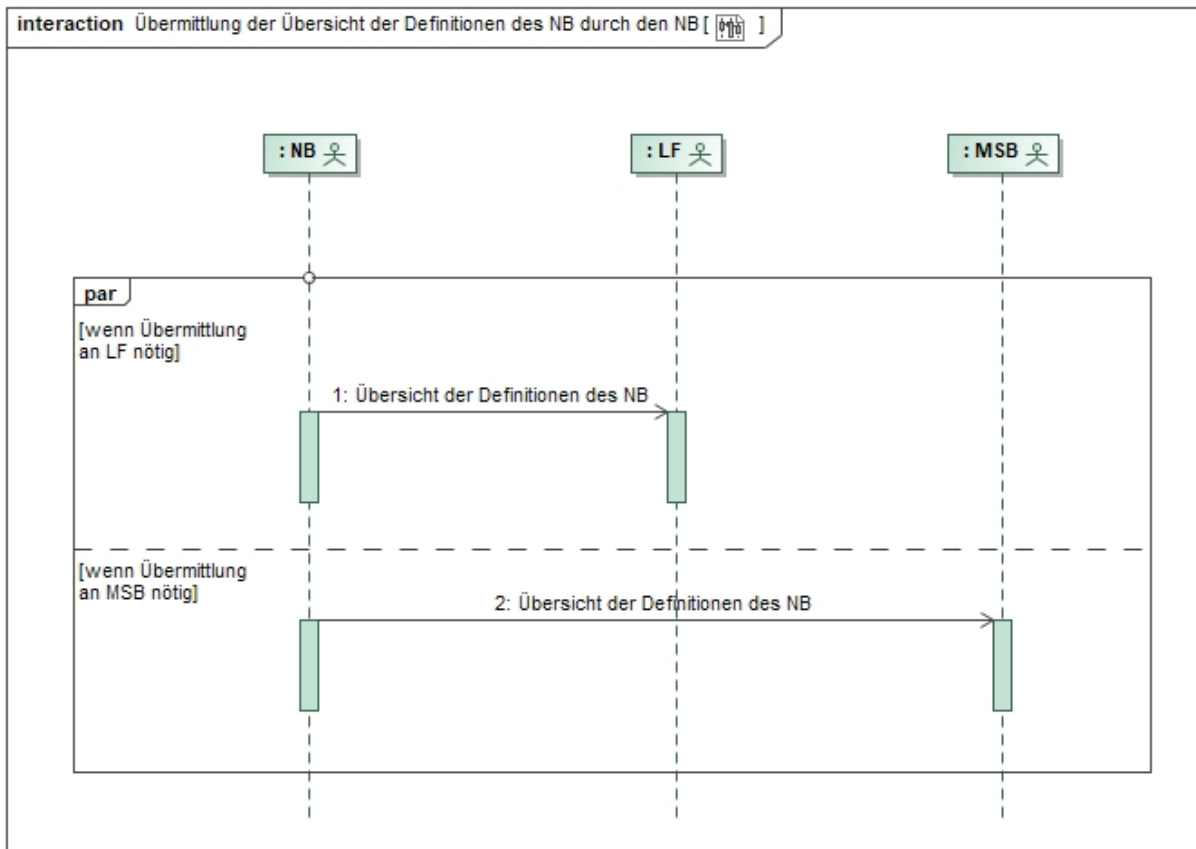 interaction Übermittlung der Übersicht der Definitionen des NB durch den NB [ ]
: NB
: LF
: MSB
par
[wenn Übermittlung
an LF nötig]
1: Übersicht der Definitionen des NB
[wenn Übermittlung
an MSB nötig]
2: Übersicht der Definitionen des NB